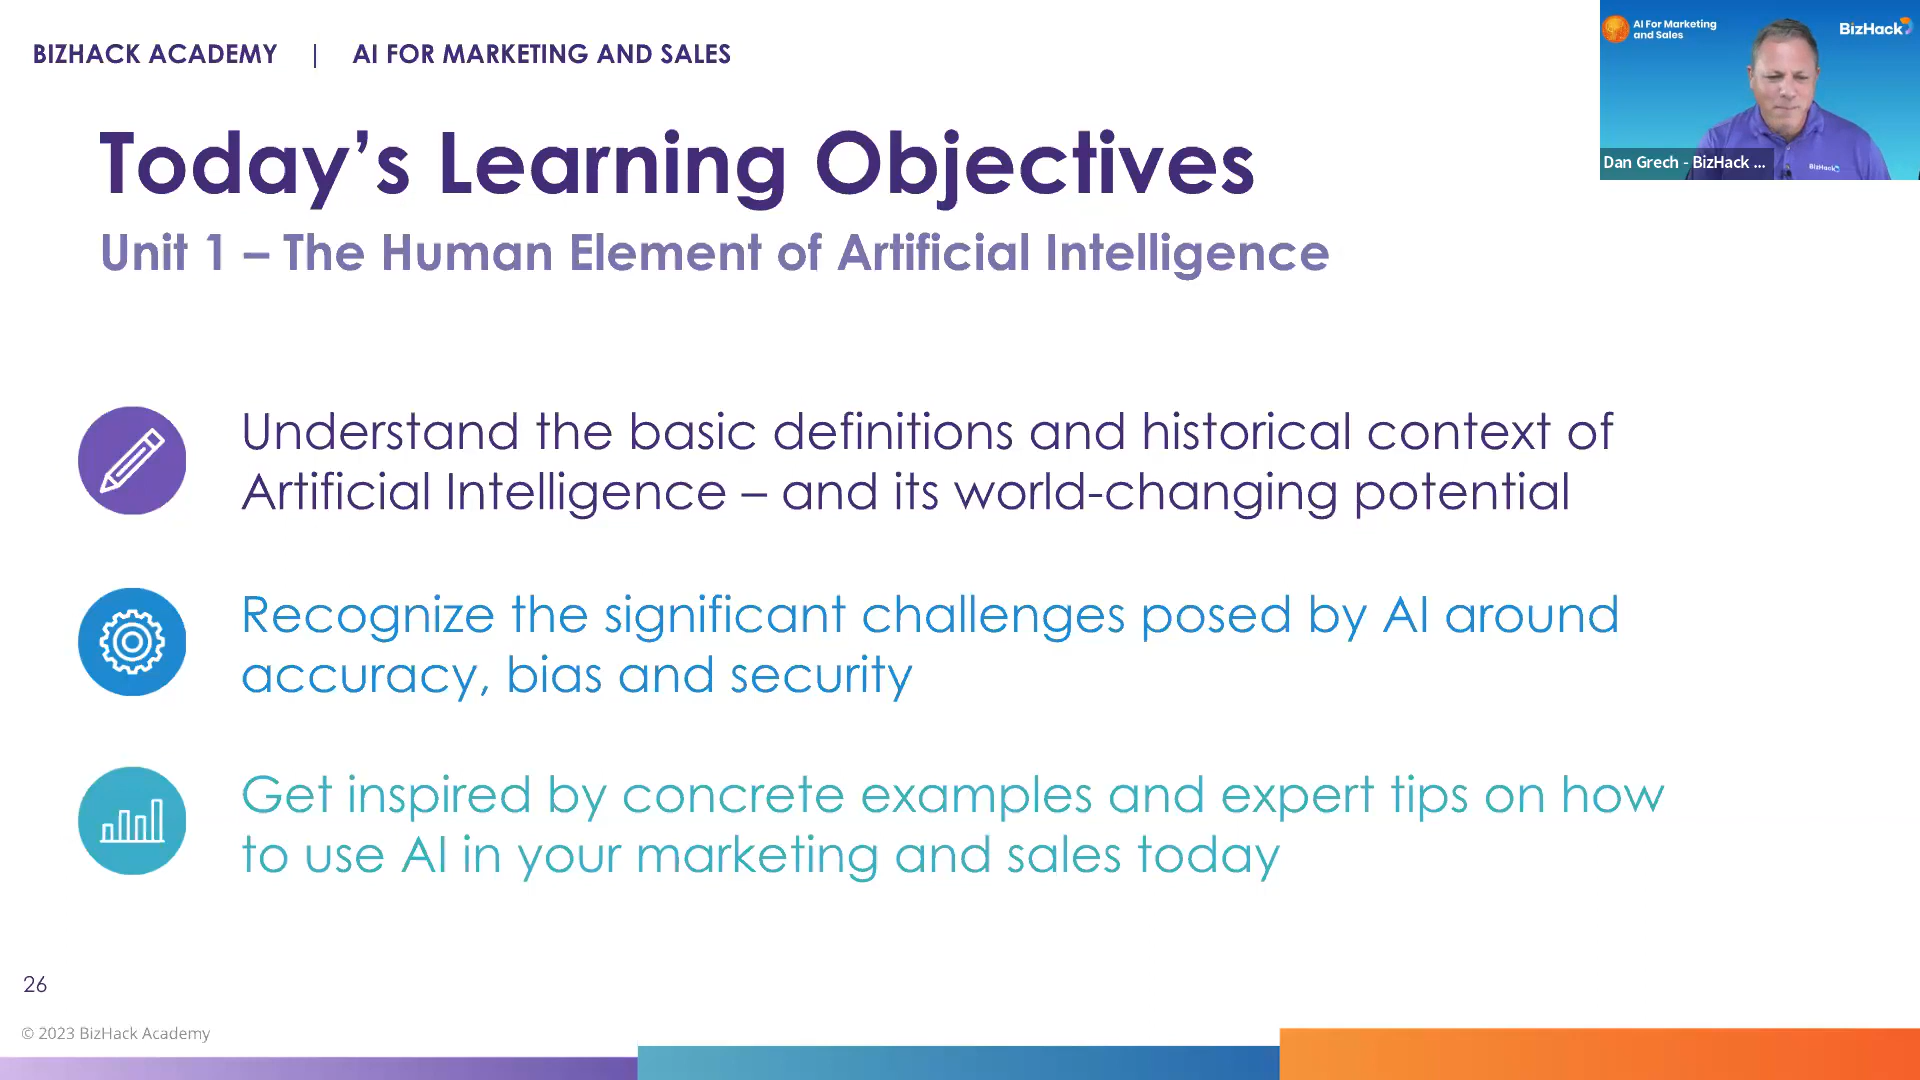 BIZHACK ACADEMY | AI FOR MARKETING AND SALES
AI For Marketing
and Sales
BizHack
Dan Grech - BizHack ...
BizHack
Today’s Learning Objectives
Unit 1 – The Human Element of Artificial Intelligence
Understand the basic definitions and historical context of
Artificial Intelligence – and its world-changing potential
Recognize the significant challenges posed by AI around
accuracy, bias and security
Get inspired by concrete examples and expert tips on how
to use AI in your marketing and sales today
26
© 2023 BizHack Academy